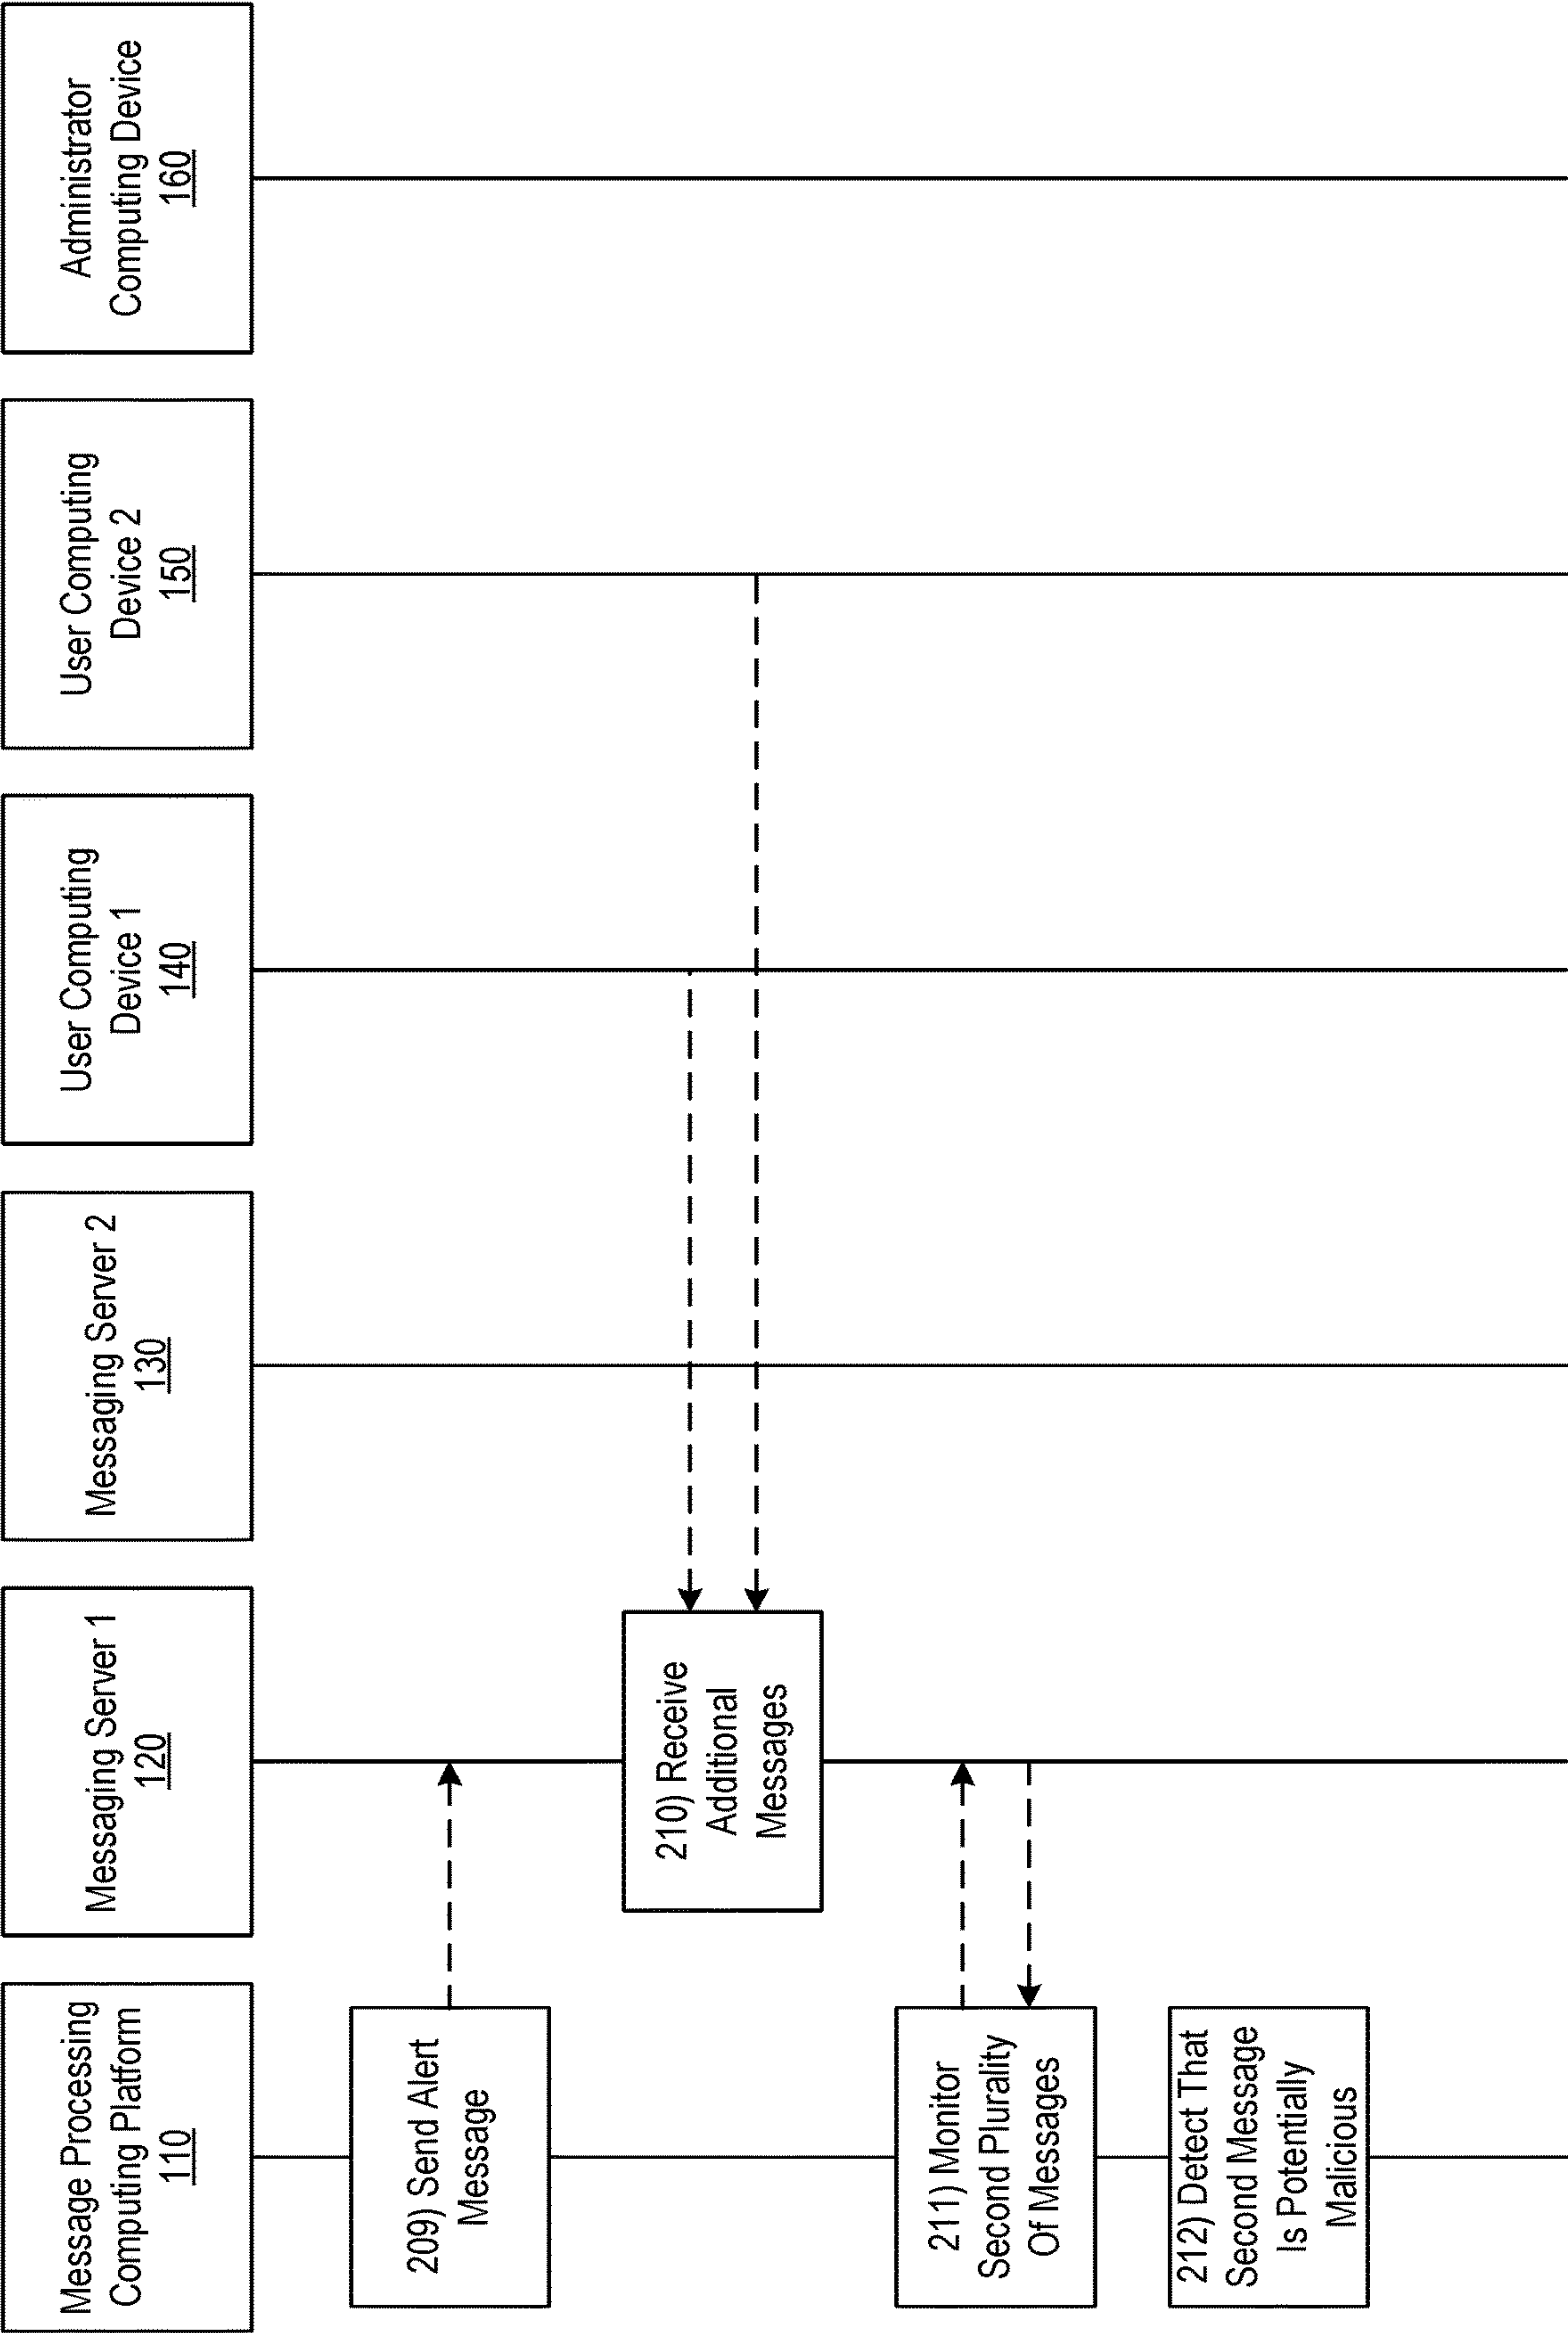 Message Processing
Computing Platform
110
Messaging Server 1
120
Messaging Server 2
130
User Computing
Device 1
140
User Computing
Device 2
150
Administrator
Computing Device
160
209) Send Alert
Message
210) Receive
Additional
Messages
211) Monitor
Second Plurality
Of Messages
212) Detect That
Second Message
Is Potentially
Malicious